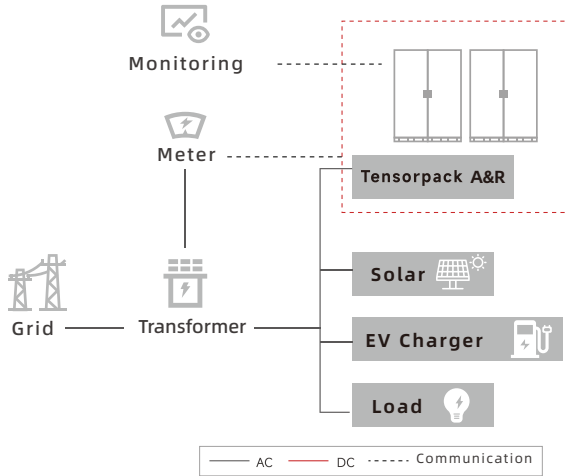 Monitoring
Meter
Tensorpack A&R
Solar
Grid
Transformer
EV Charger
Load
AC
DC
Communication